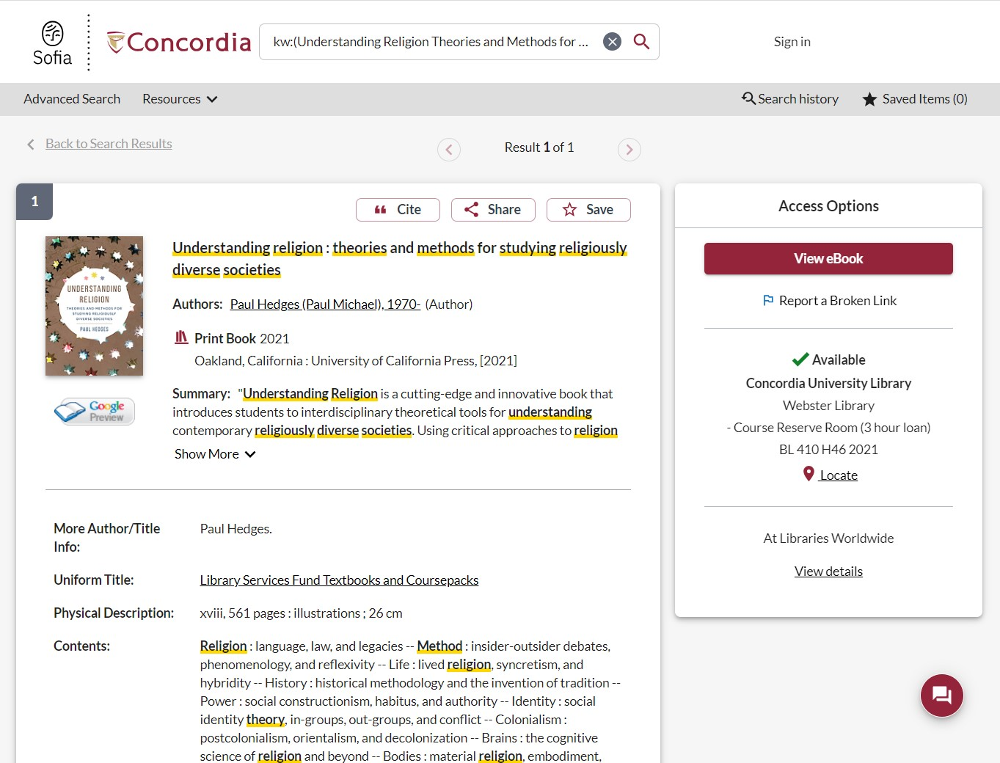 Sofia
Concordia
kw:(Understanding Religion Theories and Methods for ...
Sign in
Advanced Search
Resources
Search history
Saved Items (0)
Back to Search Results
Result 1 of 1
1
Cite
Share
Save
UNDERSTANDING
RELIGION
THEORIES AND METHODS FOR
STUDYING RELIGIOUSLY
DIVERSE SOCIETIES
PAUL HEDGES
Google
Preview
Understanding religion : theories and methods for studying religiously
diverse societies
Authors: Paul Hedges (Paul Michael), 1970- (Author)
Print Book 2021
Oakland, California : University of California Press, [2021]
Summary: "Understanding Religion is a cutting-edge and innovative book that
introduces students to interdisciplinary theoretical tools for understanding
contemporary religiously diverse societies. Using critical approaches to religion
Show More
More Author/Title
Info:
Paul Hedges.
Uniform Title: Library Services Fund Textbooks and Coursepacks
Physical Description: xviii, 561 pages : illustrations ; 26 cm
Contents: Religion : language, law, and legacies -- Method : insider-outsider debates,
phenomenology, and reflexivity -- Life : lived religion, syncretism, and
hybridity -- History : historical methodology and the invention of tradition --
Power : social constructionism, habitus, and authority -- Identity : social
identity theory, in-groups, out-groups, and conflict -- Colonialism :
postcolonialism, orientalism, and decolonization -- Brains : the cognitive
science of religion and beyond -- Bodies : material religion, embodiment,
Access Options
View eBook
Report a Broken Link
Available
Concordia University Library
Webster Library
- Course Reserve Room (3 hour loan)
BL 410 H46 2021
Locate
At Libraries Worldwide
View details